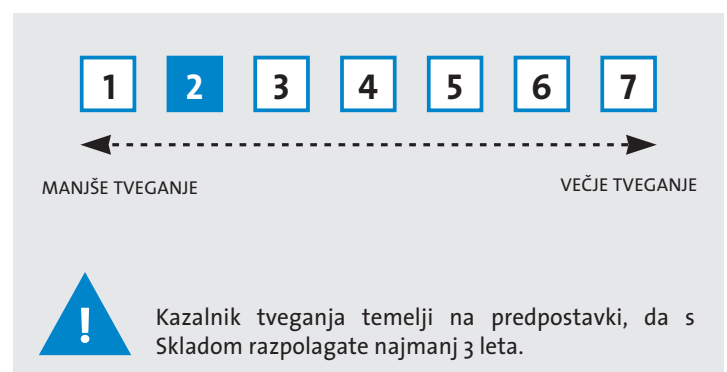 1 2 3 4 5 6 7
MANJŠE TVEGANJE VEČJE TVEGANJE
! Kazalnik tveganja temelji na predpostavki, da s
Skladom razpolagate najmanj 3 leta.